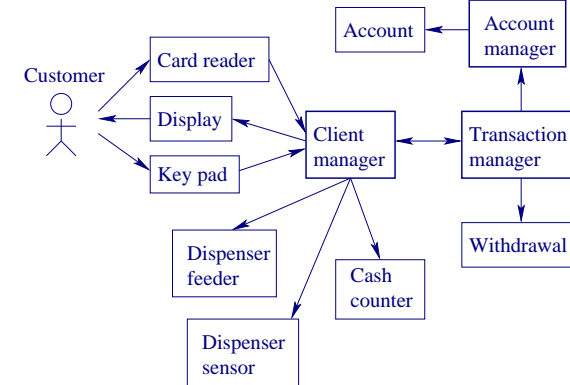 Account
Account
manager
Customer
Card reader
Display
Key pad
Client
manager
Transaction
manager
Withdrawal
Dispenser
feeder
Cash
counter
Dispenser
sensor